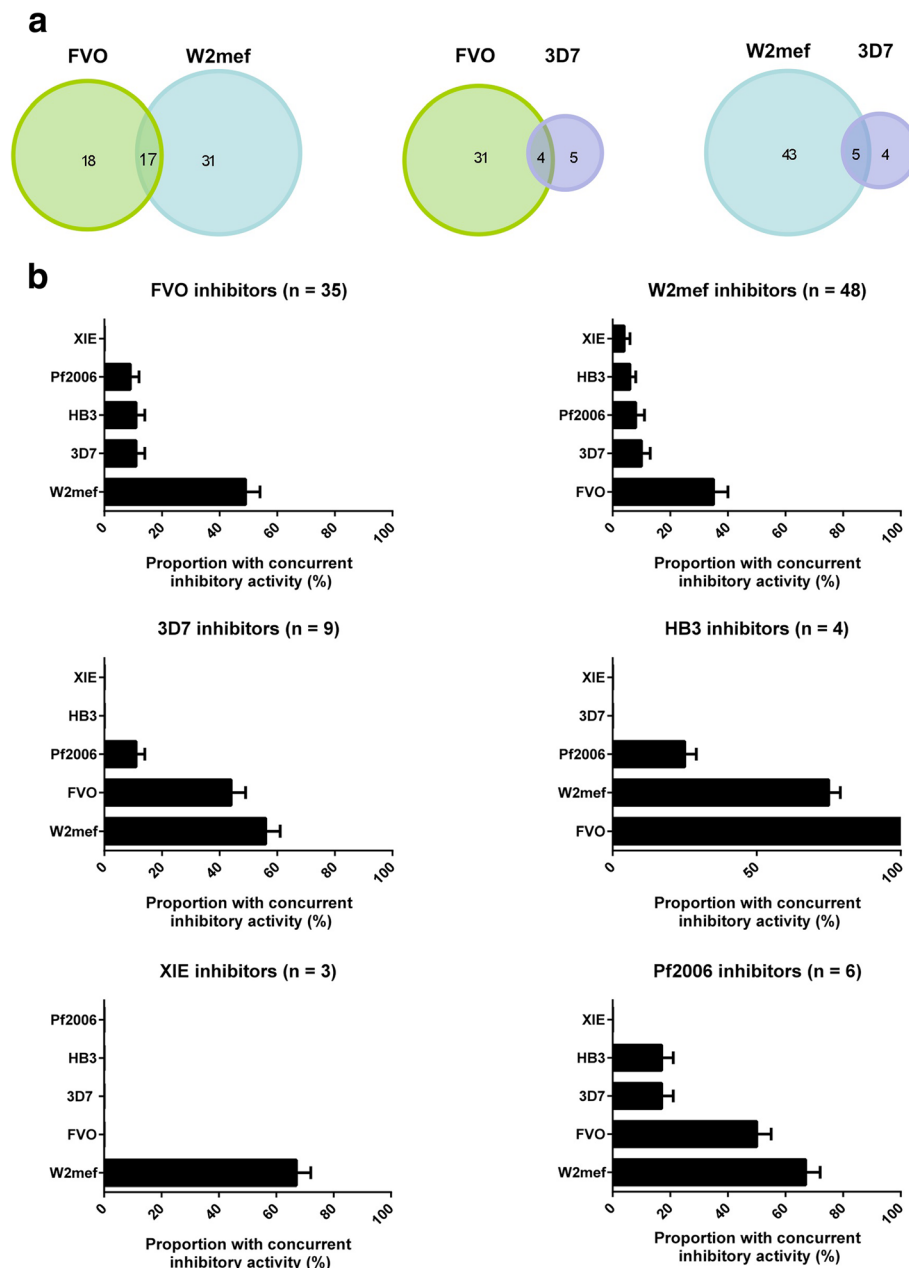 a
FVO W2mef
18 17 31
FVO 3D7
31 4 5
W2mef 3D7
43 5 4
b
FVO inhibitors (n = 35)
XIE
Pf2006
HB3
3D7
W2mef
0 20 40 60 80 100
Proportion with concurrent
inhibitory activity (%)
W2mef inhibitors (n = 48)
XIE
HB3
Pf2006
3D7
FVO
0 20 40 60 80 100
Proportion with concurrent
inhibitory activity (%)
3D7 inhibitors (n = 9)
XIE
HB3
Pf2006
FVO
W2mef
0 20 40 60 80 100
Proportion with concurrent
inhibitory activity (%)
HB3 inhibitors (n = 4)
XIE
3D7
Pf2006
W2mef
FVO
0 50 100
Proportion with concurrent
inhibitory activity (%)
XIE inhibitors (n = 3)
Pf2006
HB3
3D7
FVO
W2mef
0 20 40 60 80 100
Proportion with concurrent
inhibitory activity (%)
Pf2006 inhibitors (n = 6)
XIE
HB3
3D7
FVO
W2mef
0 20 40 60 80 100
Proportion with concurrent
inhibitory activity (%)